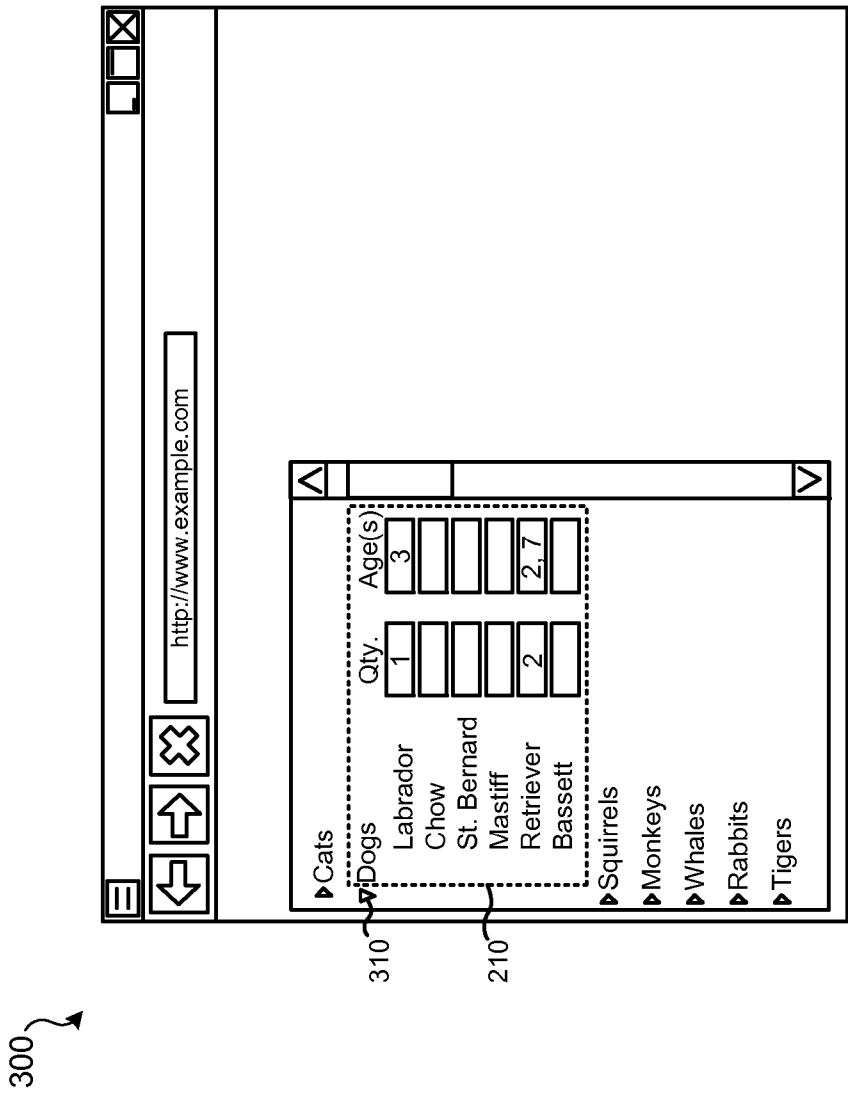 300
http://www.example.com
Cats
310
Dogs Qty. Age(s)
Labrador 1 3
Chow
St. Bernard
Mastiff
210
Retriever 2 2, 7
Bassett
Squirrels
Monkeys
Whales
Rabbits
Tigers